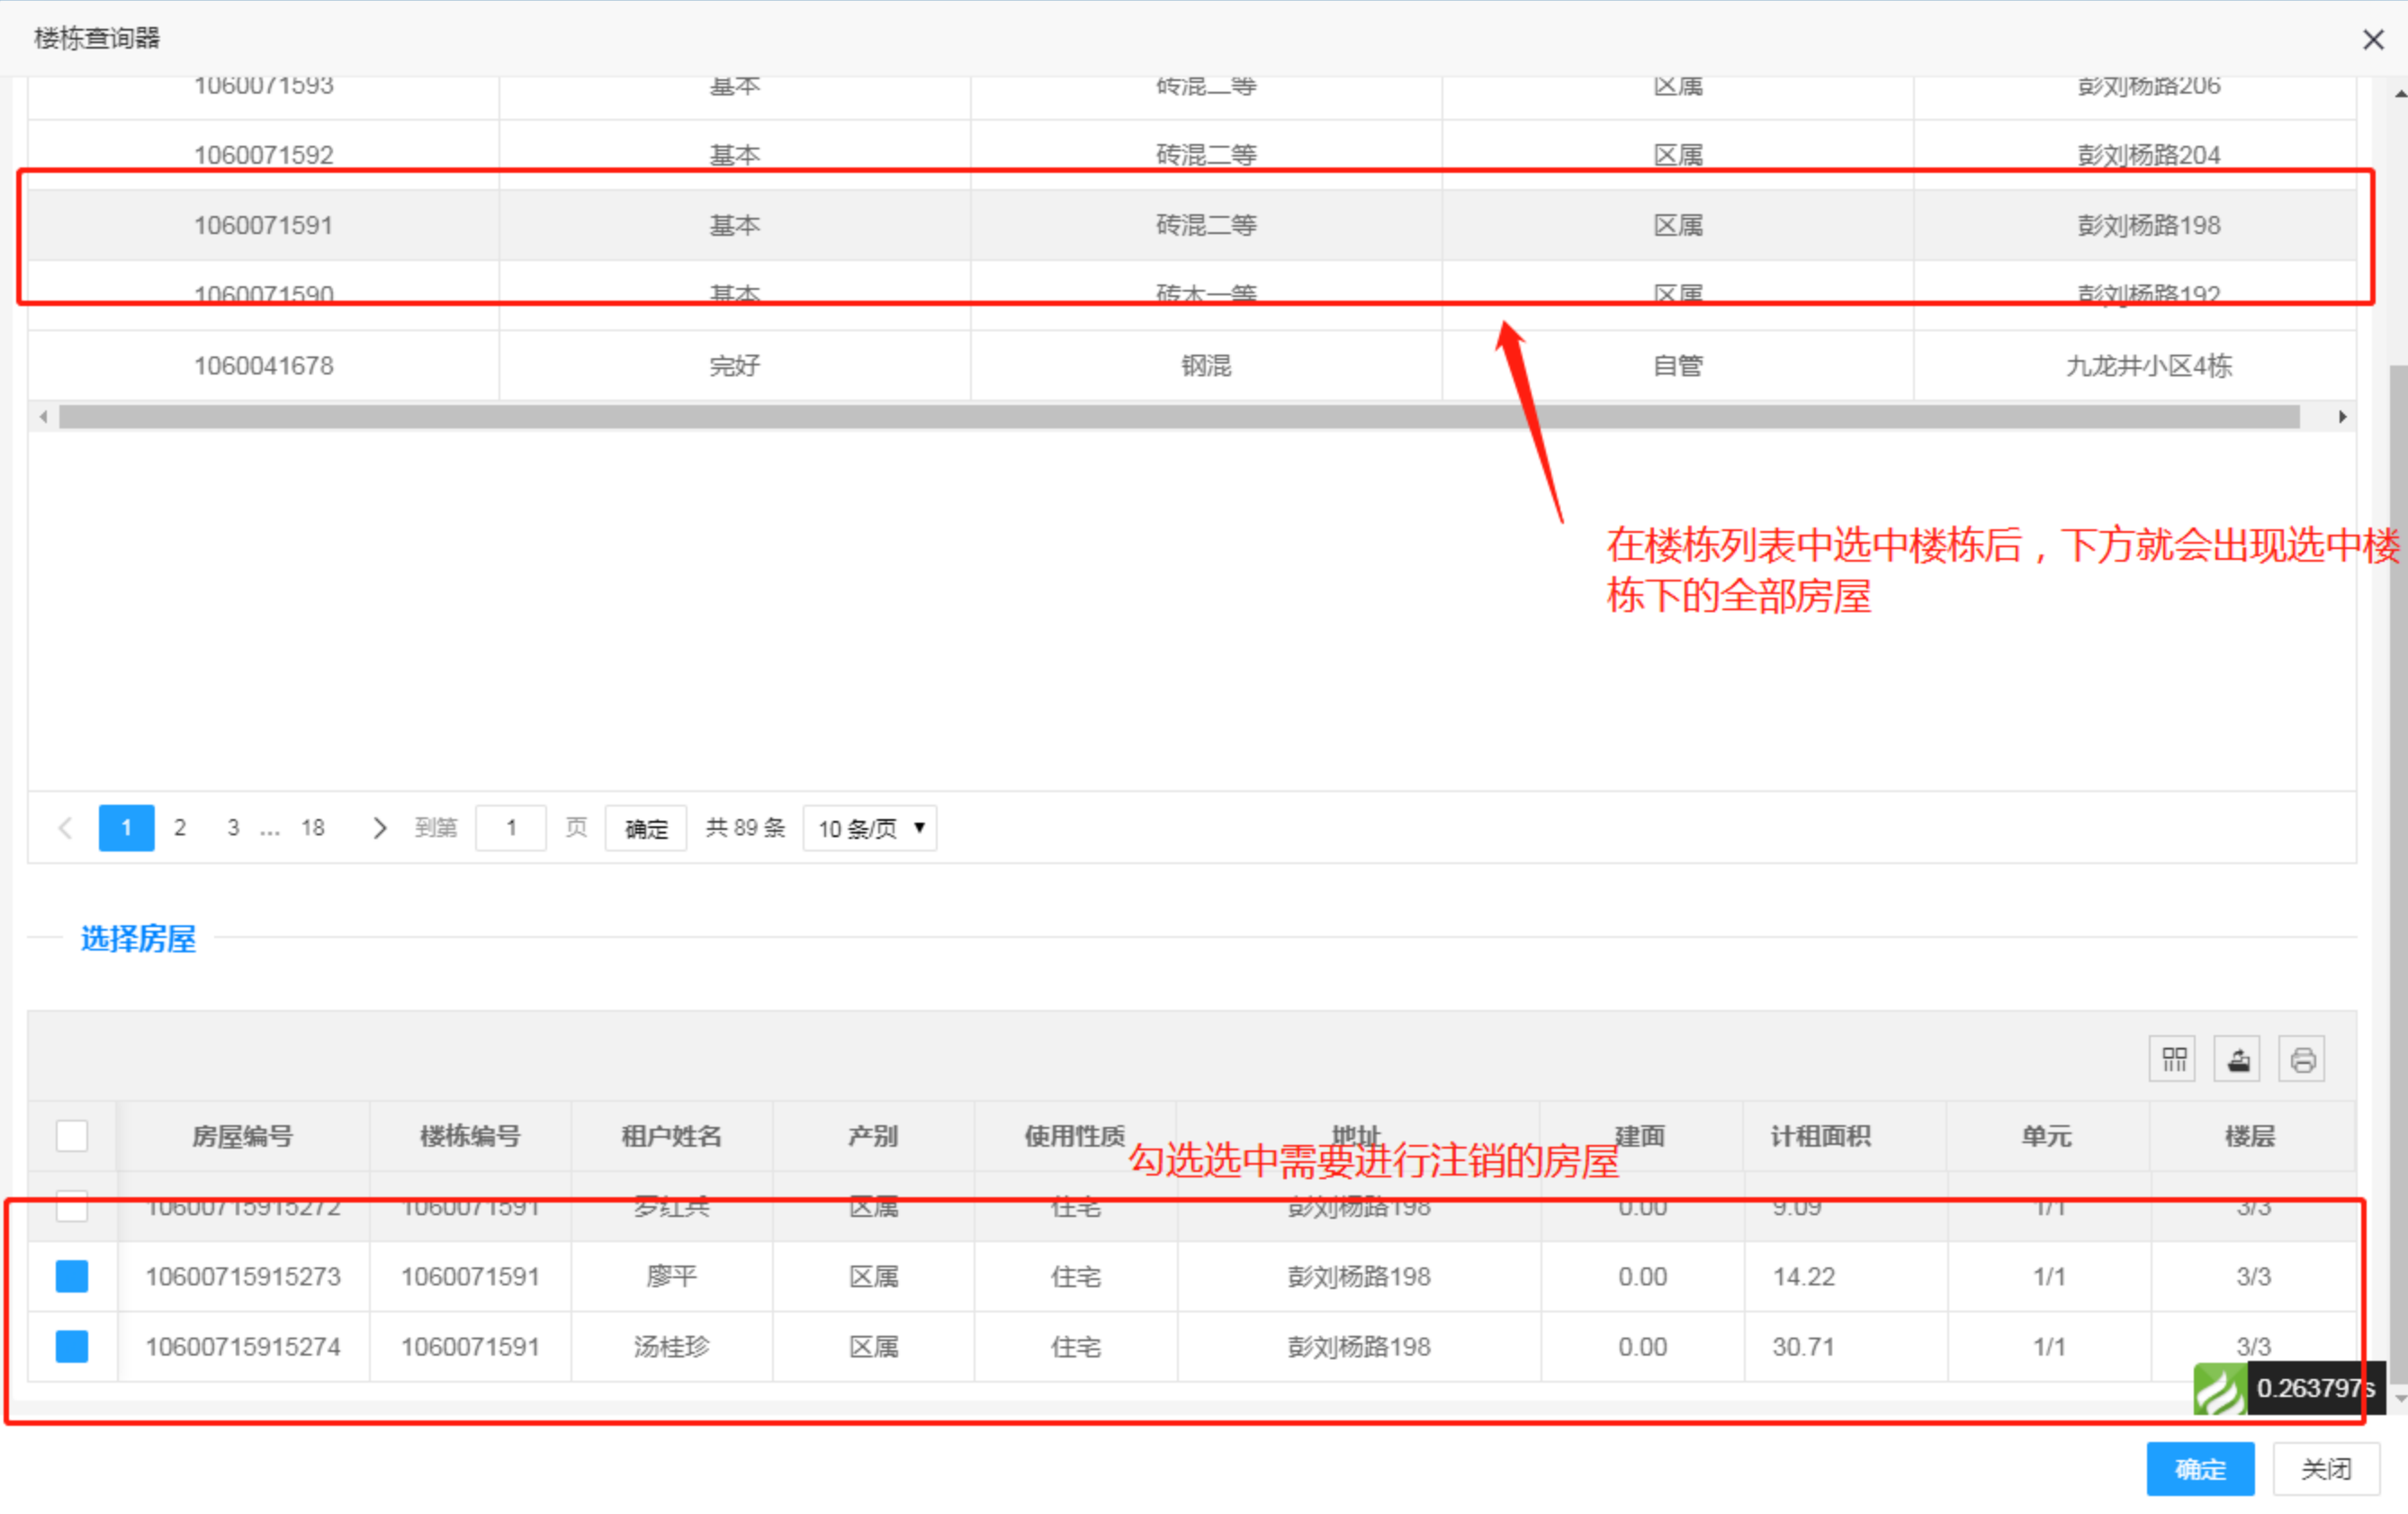 楼栋查询器
1060071593 基本 砖混二等 区属 彭刘杨路206
1060071592 基本 砖混二等 区属 彭刘杨路204
1060071591 基本 砖混二等 区属 彭刘杨路198
1060071590 基本 砖木一等 区属 彭刘杨路192
1060041678 完好 钢混 自管 九龙井小区4栋
在楼栋列表中选中楼栋后，下方就会出现选中楼
栋下的全部房屋
1 2 3 ... 18 到第 1 页 确定 共 89 条 10 条/页
选择房屋
房屋编号 楼栋编号 租户姓名 产别 使用性质 地址 建面 计租面积 单元 楼层
勾选选中需要进行注销的房屋
10600715915272 1060071591 罗红兵 区属 住宅 彭刘杨路198 0.00 9.09 1/1 3/3
10600715915273 1060071591 廖平 区属 住宅 彭刘杨路198 0.00 14.22 1/1 3/3
10600715915274 1060071591 汤桂珍 区属 住宅 彭刘杨路198 0.00 30.71 1/1 3/3
0.263797s
确定 关闭